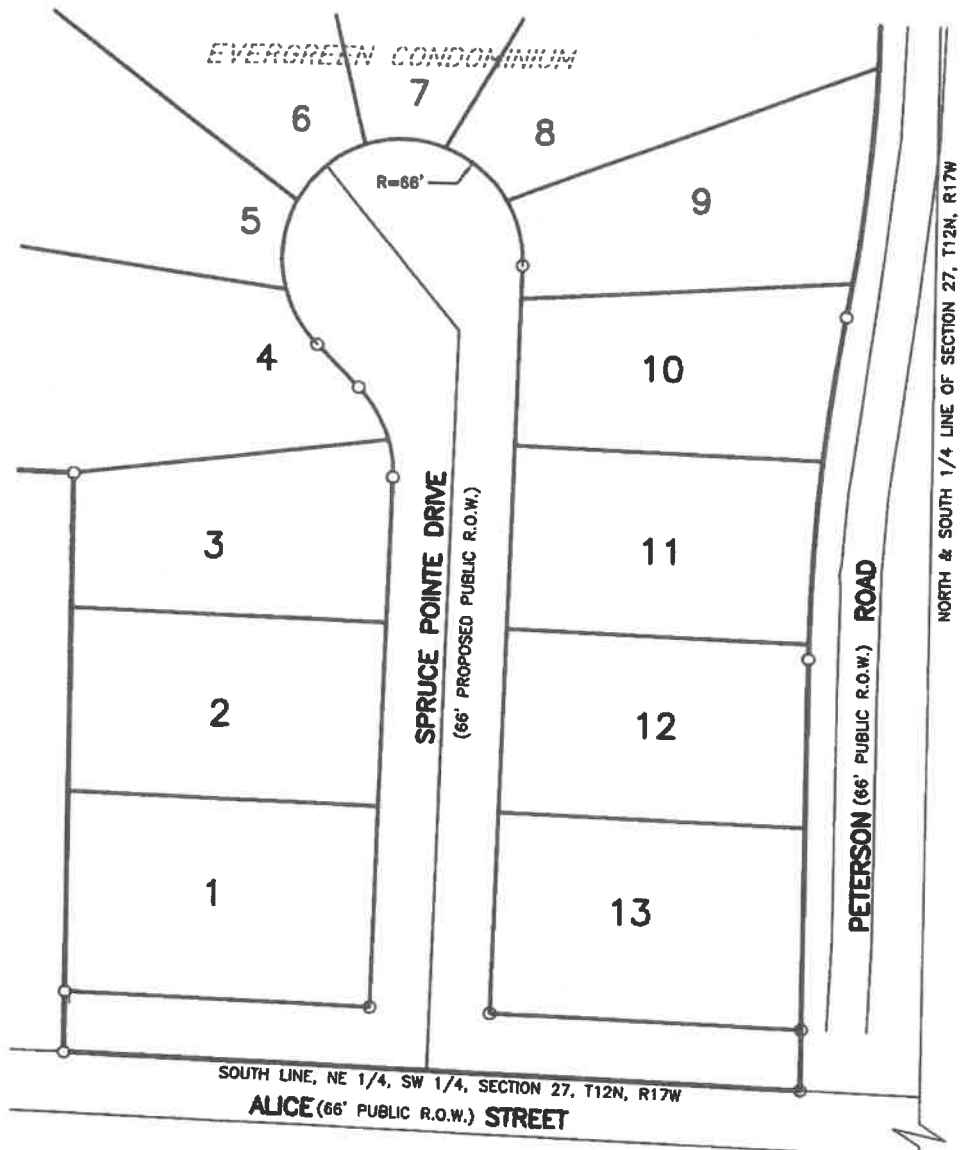 EVERGREEN CONDOMINIUM
7
6
8
R=66'
9
5
4
10
3
11
2
12
1
13
SPRUCE POINTE DRIVE
(66' PROPOSED PUBLIC R.O.W.)
PETERSON (66' PUBLIC R.O.W.) ROAD
NORTH & SOUTH 1/4 LINE OF SECTION 27, T12N, R17W
SOUTH LINE, NE 1/4, SW 1/4, SECTION 27, T12N, R17W
ALICE (66' PUBLIC R.O.W.) STREET